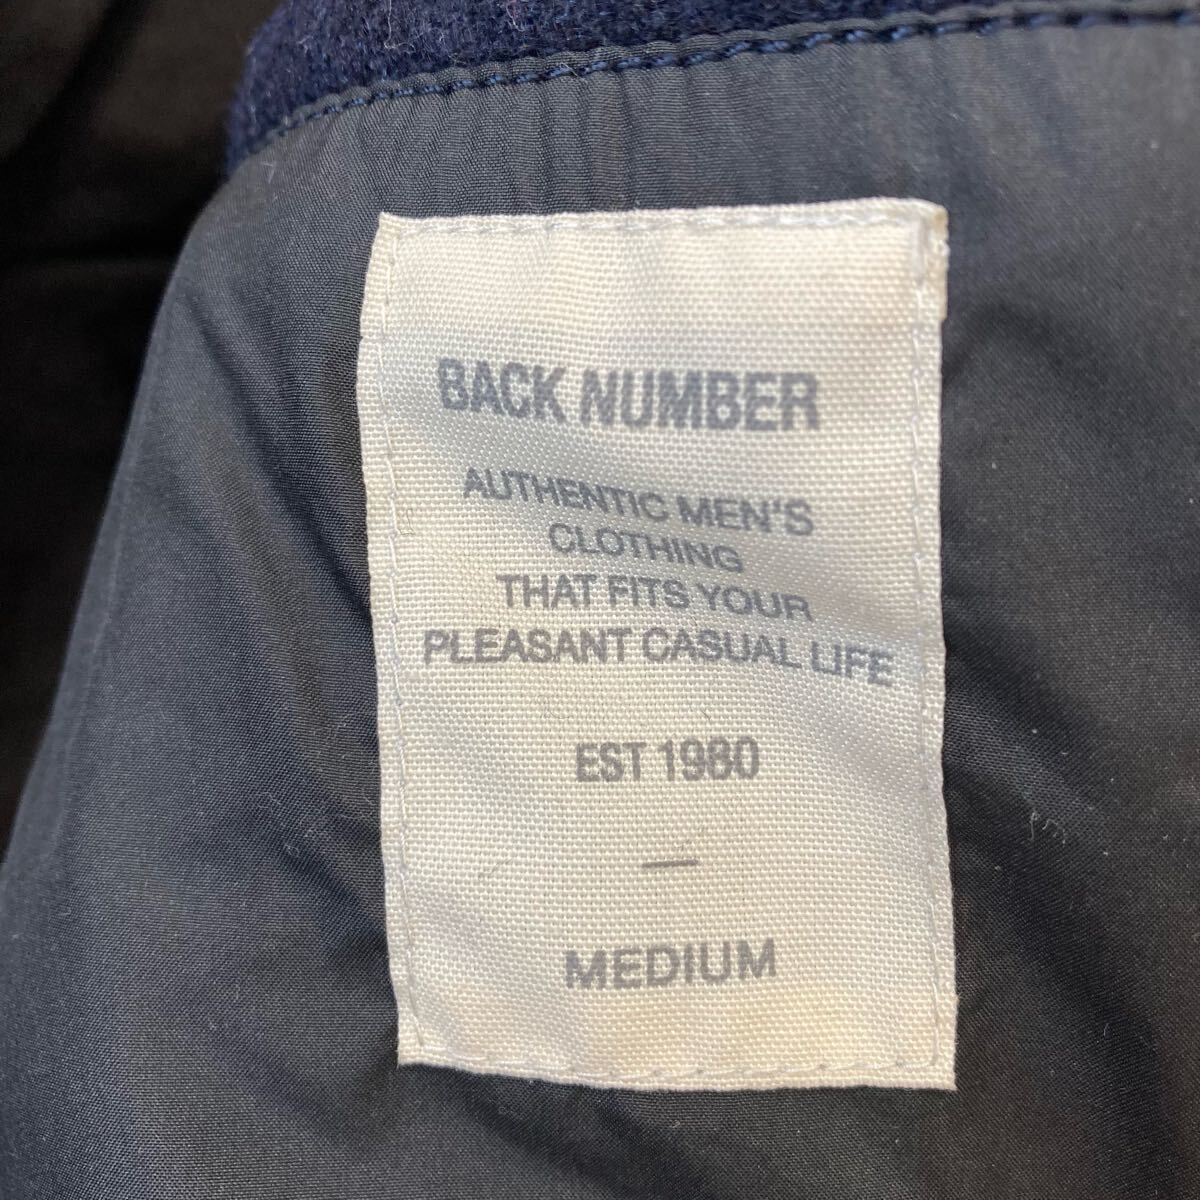 BACK NUMBER
AUTHENTIC MEN'S
CLOTHING
THAT FITS YOUR
PLEASANT CASUAL LIFE
EST 1980
—
MEDIUM